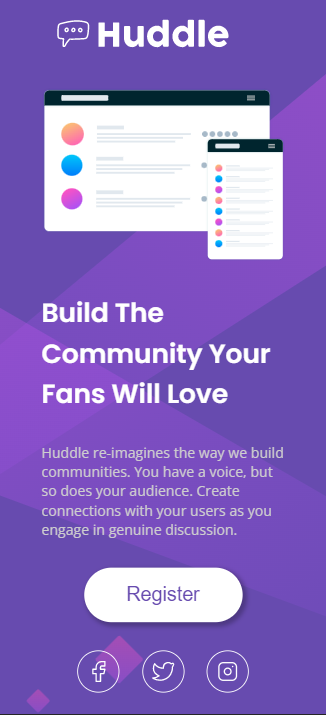 Huddle
Build The
Community Your
Fans Will Love
Huddle re-imagines the way we build
communities. You have a voice, but
so does your audience. Create
connections with your users as you
engage in genuine discussion.
Register